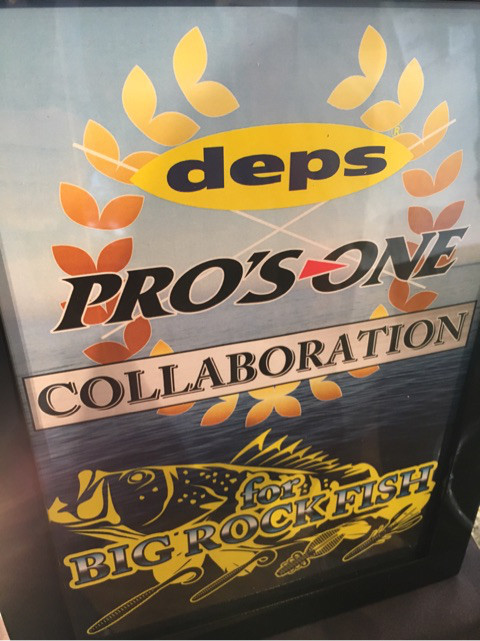 deps®
PRO'S-ONE
COLLABORATION
for
BIG ROCK FISH